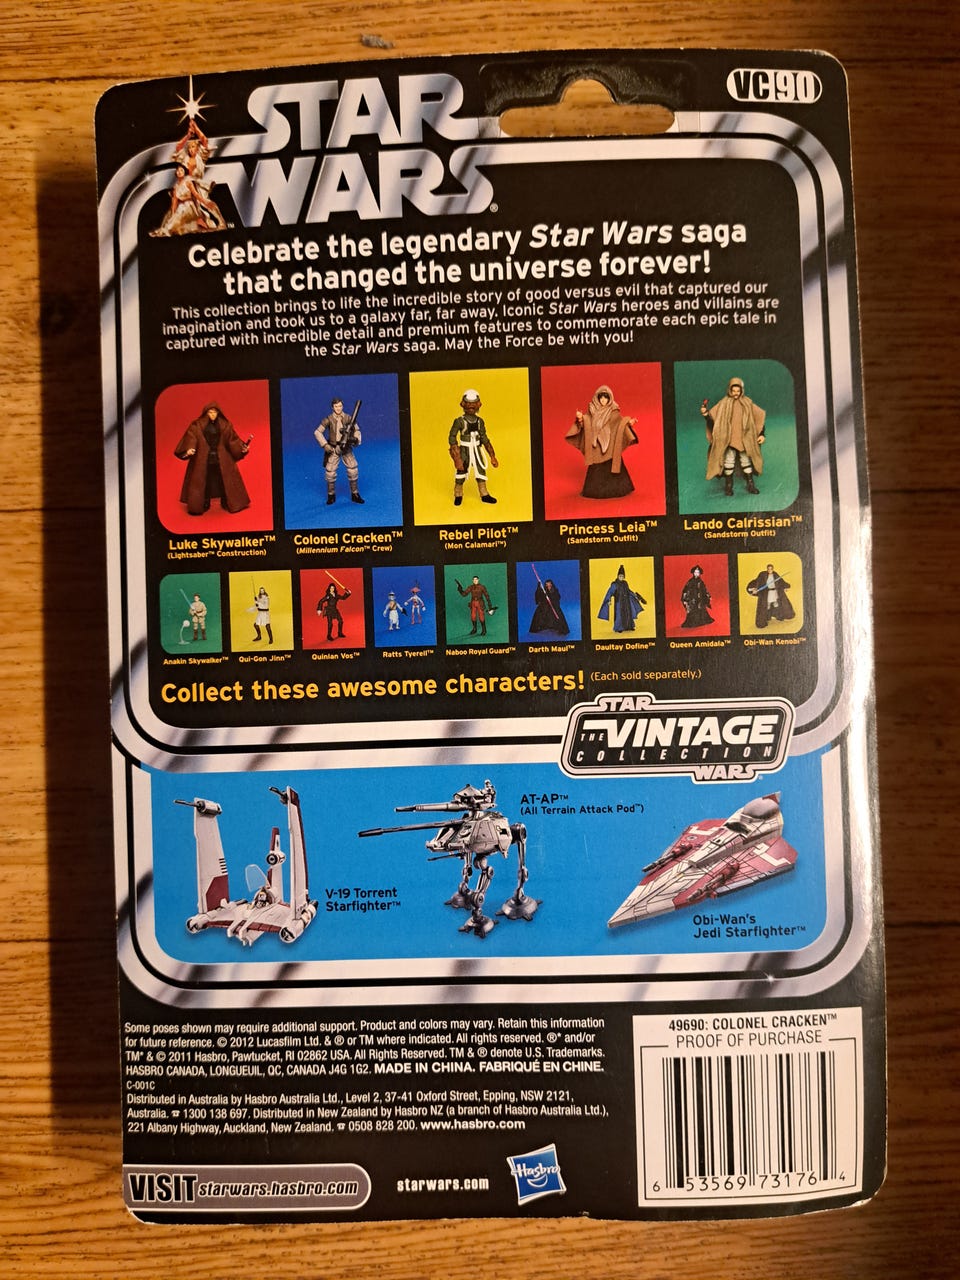 STAR
WARS®
VC90
Celebrate the legendary Star Wars saga
that changed the universe forever!
This collection brings to life the incredible story of good versus evil that captured our
imagination and took us to a galaxy far, far away. Iconic Star Wars heroes and villains are
captured with incredible detail and premium features to commemorate each epic tale in
the Star Wars saga. May the Force be with you!
Luke Skywalker™
(Lightsaber™ Construction)
Colonel Cracken™
(Millennium Falcon™ Crew)
Rebel Pilot™
(Mon Calamari™)
Princess Leia™
(Sandstorm Outfit)
Lando Calrissian™
(Sandstorm Outfit)
Anakin Skywalker™
Qui-Gon Jinn™
Quinlan Vos™
Ratts Tyerell™
Naboo Royal Guard™
Darth Maul™
Daultay Dofine™
Queen Amidala™
Obi-Wan Kenobi™
Collect these awesome characters! (Each sold separately.)
STAR
THE VINTAGE
COLLECTION
WARS
V-19 Torrent
Starfighter™
AT-AP™
(All Terrain Attack Pod™)
Obi-Wan's
Jedi Starfighter™
Some poses shown may require additional support. Product and colors may vary. Retain this information
for future reference. © 2012 Lucasfilm Ltd. & ® or TM where indicated. All rights reserved. ®* and/or
TM* & © 2011 Hasbro, Pawtucket, RI 02862 USA. All Rights Reserved. TM & ® denote U.S. Trademarks.
HASBRO CANADA, LONGUEUIL, QC, CANADA J4G 1G2. MADE IN CHINA. FABRIQUÉ EN CHINE.
C-001C
Distributed in Australia by Hasbro Australia Ltd., Level 2, 37-41 Oxford Street, Epping, NSW 2121,
Australia. ☎ 1300 138 697. Distributed in New Zealand by Hasbro NZ (a branch of Hasbro Australia Ltd.),
221 Albany Highway, Auckland, New Zealand. ☎ 0508 828 200. www.hasbro.com
VISIT starwars.hasbro.com
starwars.com
Hasbro
49690: COLONEL CRACKEN™
PROOF OF PURCHASE
6 53569 73176 4